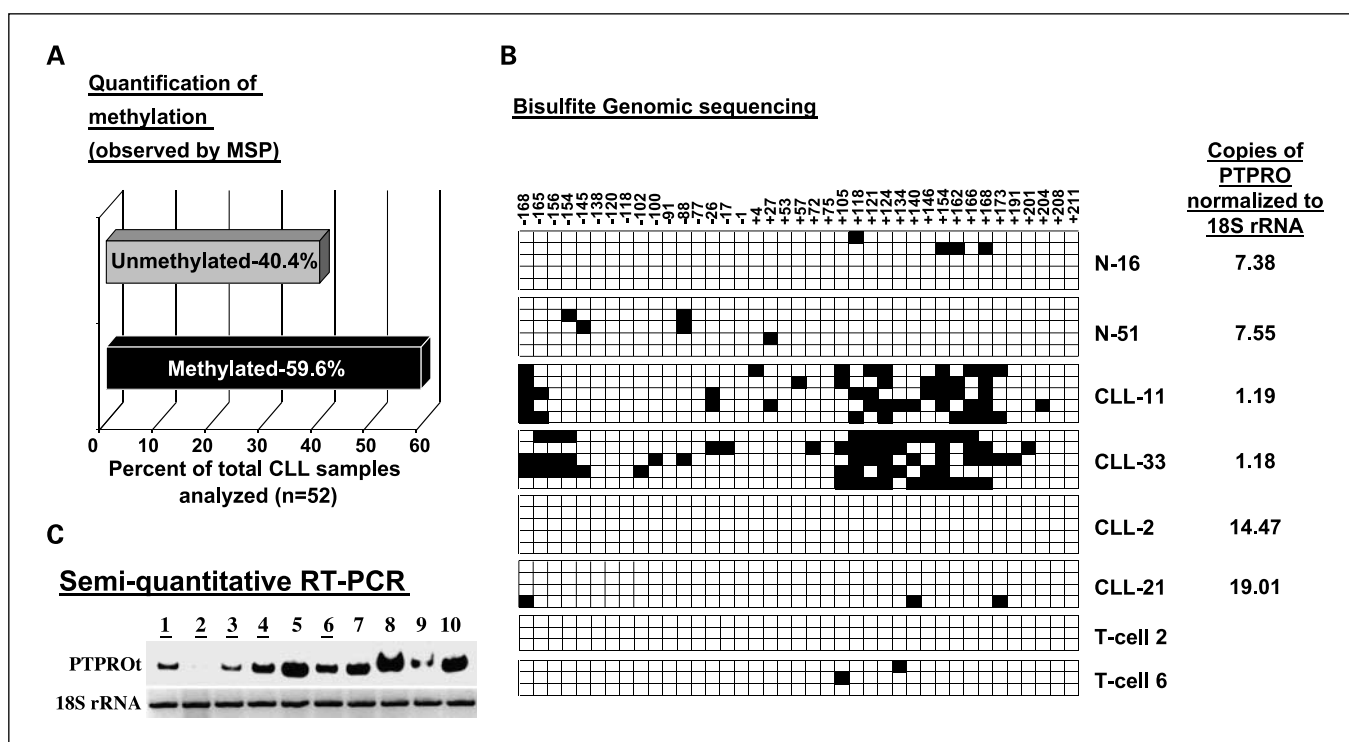 A
Quantification of
methylation
(observed by MSP)
Unmethylated-40.4%
Methylated-59.6%
0 10 20 30 40 50 60
Percent of total CLL samples
analyzed (n=52)
B
Bisulfite Genomic sequencing
-168 -165 -156 -154 -145 -138 -120 -118 -102 -100 -91 -88 -77 -26 -17 -1 +4 +27 +53 +57 +72 +75 +105 +118 +121 +124 +134 +140 +146 +154 +162 +166 +168 +173 +191 +201 +204 +208 +211
Copies of
PTPRO
normalized to
18S rRNA
N-16 7.38
N-51 7.55
CLL-11 1.19
CLL-33 1.18
CLL-2 14.47
CLL-21 19.01
T-cell 2
T-cell 6
C
Semi-quantitative RT-PCR
1 2 3 4 5 6 7 8 9 10
PTPROt
18S rRNA